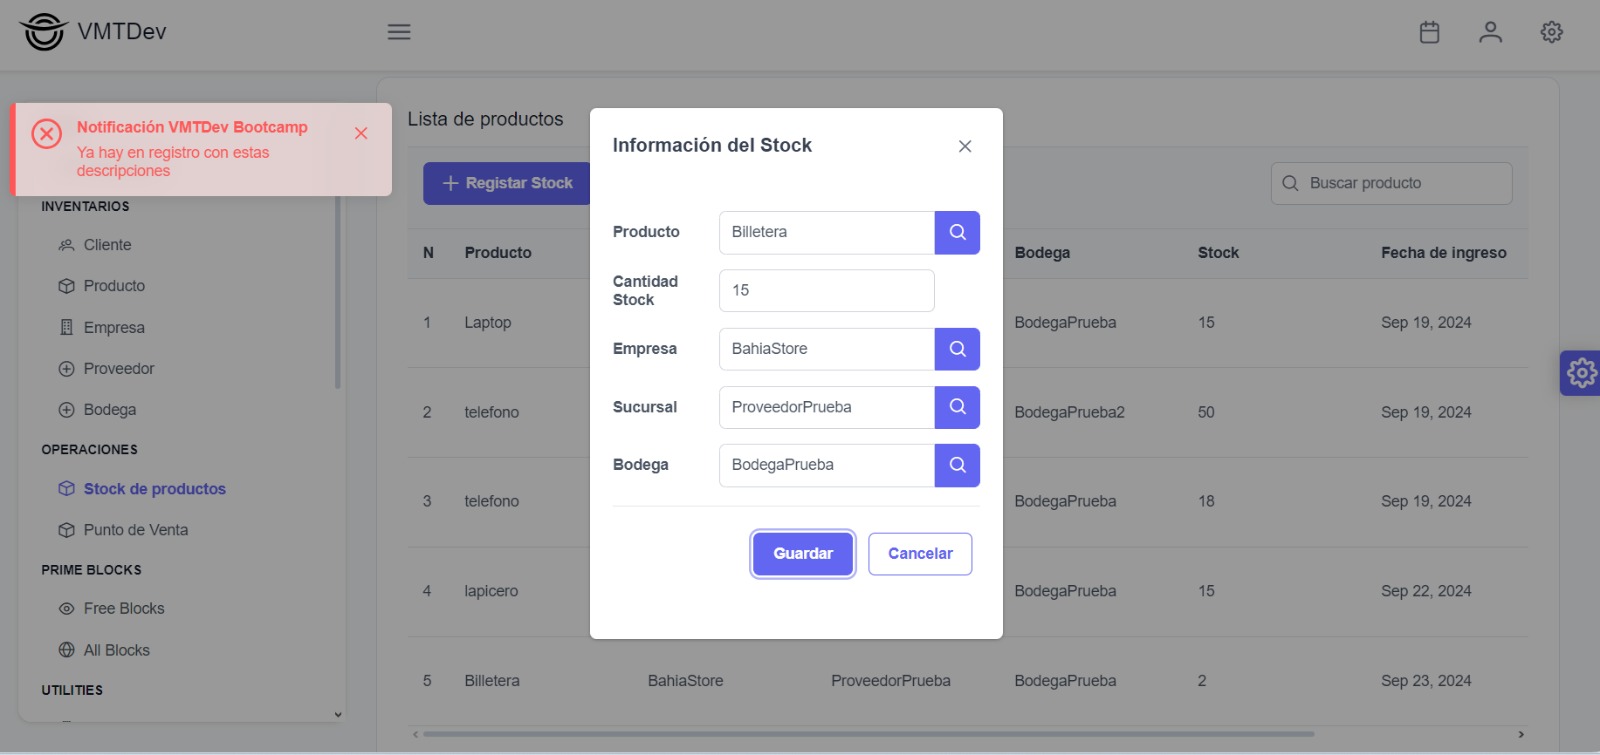 VMTDev
Notificación VMTDev Bootcamp
Ya hay en registro con estas
descripciones
INVENTARIOS
Cliente
Producto
Empresa
Proveedor
Bodega
OPERACIONES
Stock de productos
Punto de Venta
PRIME BLOCKS
Free Blocks
All Blocks
UTILITIES
Lista de productos
Registar Stock
Buscar producto
N Producto Bodega Stock Fecha de ingreso
1 Laptop BodegaPrueba 15 Sep 19, 2024
2 telefono BodegaPrueba2 50 Sep 19, 2024
3 telefono BodegaPrueba 18 Sep 19, 2024
4 lapicero BodegaPrueba 15 Sep 22, 2024
5 Billetera BahiaStore ProveedorPrueba BodegaPrueba 2 Sep 23, 2024
Información del Stock
Producto Billetera
Cantidad
Stock
15
Empresa BahiaStore
Sucursal ProveedorPrueba
Bodega BodegaPrueba
Guardar Cancelar